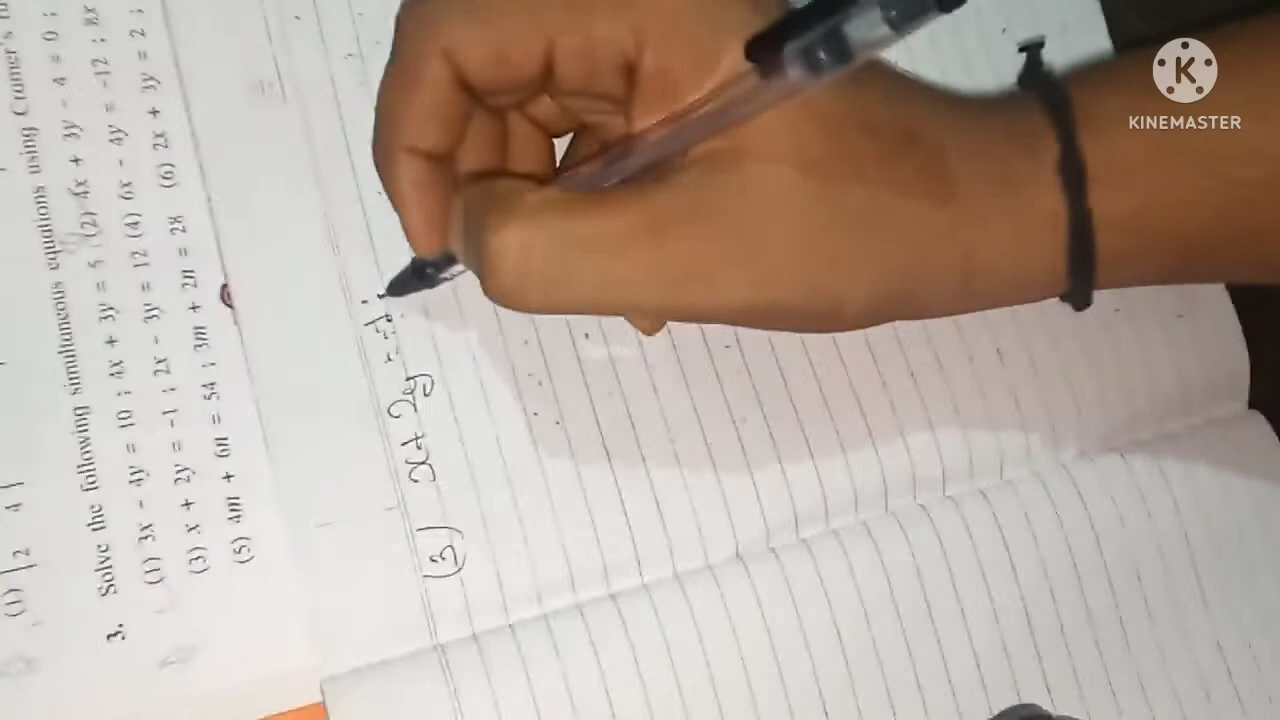 (1) | 2 4 |
3. Solve the following simultaneous equations using Cramer's
(1) 3x - 4y = 10 ; 4x + 3y = 5 (2) 4x + 3y - 4 = 0 ;
(3) x + 2y = -1 ; 2x - 3y = 12 (4) 6x - 4y = -12 ; 8x
(5) 4m + 6n = 54 ; 3m + 2n = 28 (6) 2x + 3y = 2 ;
(3) x + 2y = -1
KINEMASTER